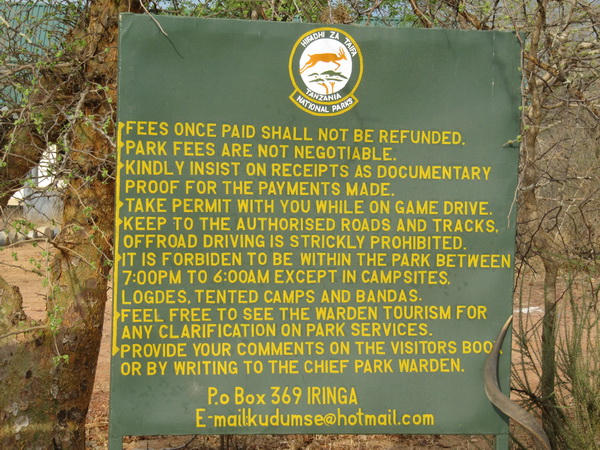 HIFADHI ZA TAIFA
TANZANIA
NATIONAL PARKS
FEES ONCE PAID SHALL NOT BE REFUNDED.
PARK FEES ARE NOT NEGOTIABLE.
KINDLY INSIST ON RECEIPTS AS DOCUMENTARY
PROOF FOR THE PAYMENTS MADE.
TAKE PERMIT WITH YOU WHILE ON GAME DRIVE.
KEEP TO THE AUTHORISED ROADS AND TRACKS,
OFFROAD DRIVING IS STRICKLY PROHIBITED.
IT IS FORBIDEN TO BE WITHIN THE PARK BETWEEN
7:00PM TO 6:00AM EXCEPT IN CAMPSITES,
LOGDES, TENTED CAMPS AND BANDAS.
FEEL FREE TO SEE THE WARDEN TOURISM FOR
ANY CLARIFICATION ON PARK SERVICES.
PROVIDE YOUR COMMENTS ON THE VISITORS BOO
OR BY WRITING TO THE CHIEF PARK WARDEN.
P.o Box 369 IRINGA
E-mail:kudumse@hotmail.com